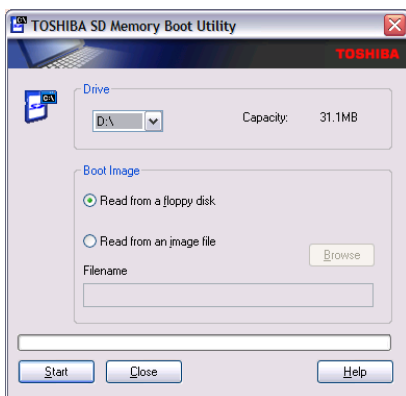 TOSHIBA SD Memory Boot Utility
TOSHIBA
C:\
Drive
D:\ Capacity: 31.1MB
Boot Image
Read from a floppy disk
Read from an image file
Browse
Filename
Start Close Help